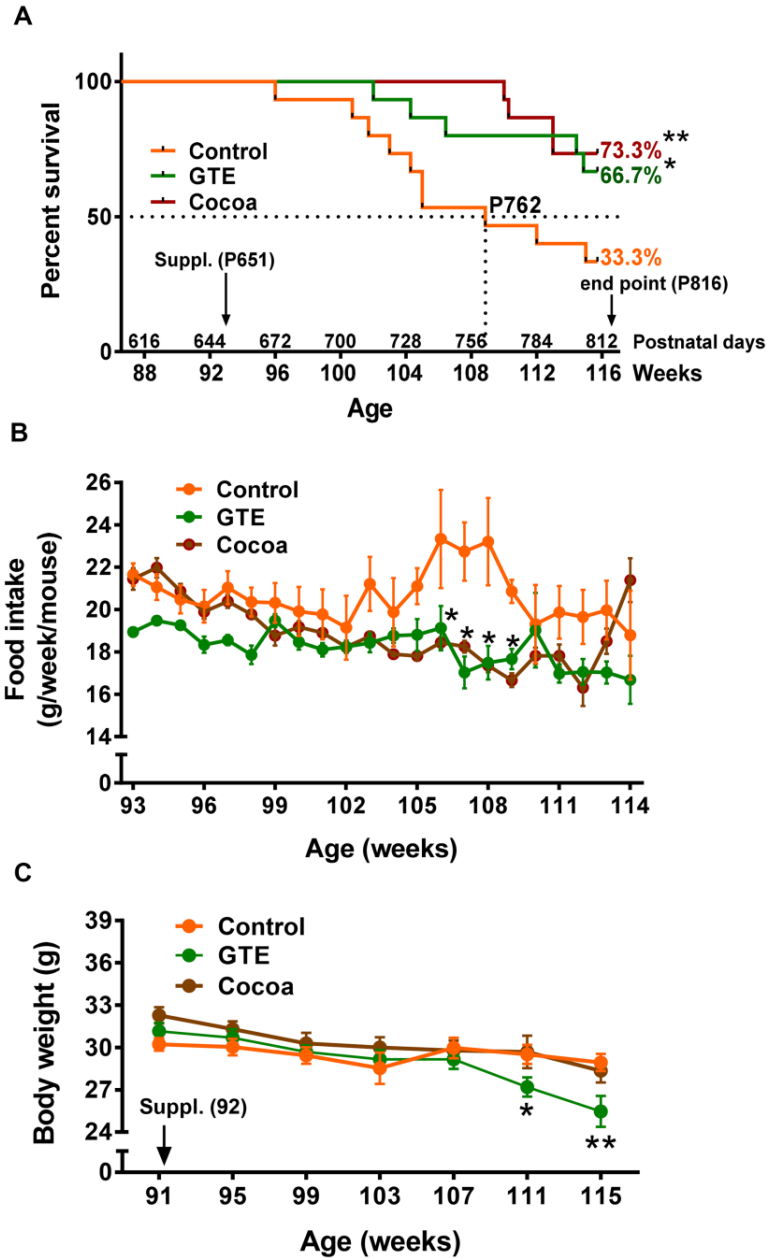 A
100
Control
GTE
Cocoa
73.3%**
66.7%*
50
P762
33.3%
Suppl. (P651)
end point (P816)
616 644 672 700 728 756 784 812 Postnatal days
0
88 92 96 100 104 108 112 116 Weeks
Age
Percent survival
B
26
24
22
20
18
16
14
0
Control
GTE
Cocoa
* * * *
93 96 99 102 105 108 111 114
Age (weeks)
Food intake
(g/week/mouse)
C
39
36
33
30
27
24
0
Control
GTE
Cocoa
Suppl. (92)
* **
91 95 99 103 107 111 115
Age (weeks)
Body weight (g)